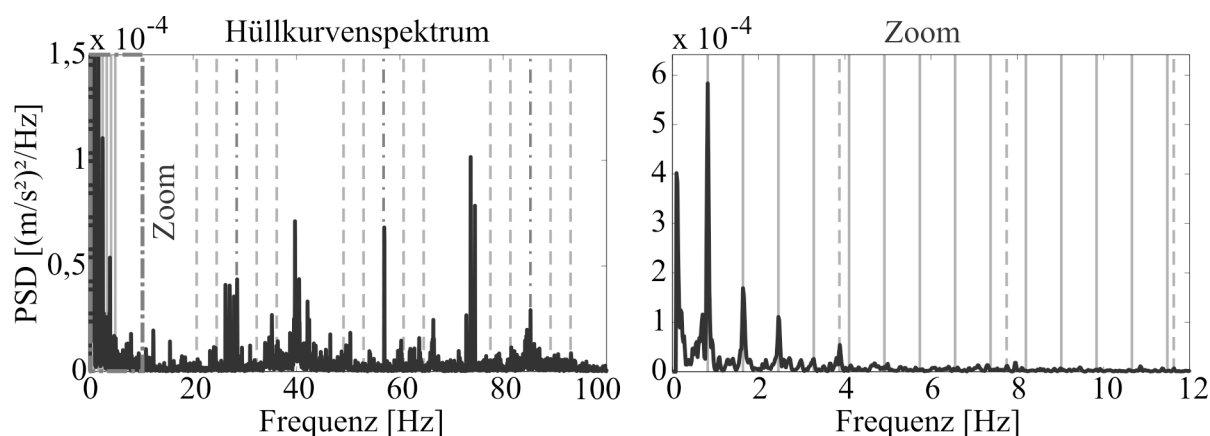 Hüllkurvenspektrum
x 10⁻⁴
1,5
1
0,5
0
PSD [(m/s²)²/Hz]
Zoom
0 20 40 60 80 100
Frequenz [Hz]
Zoom
x 10⁻⁴
6
5
4
3
2
1
0
0 2 4 6 8 10 12
Frequenz [Hz]